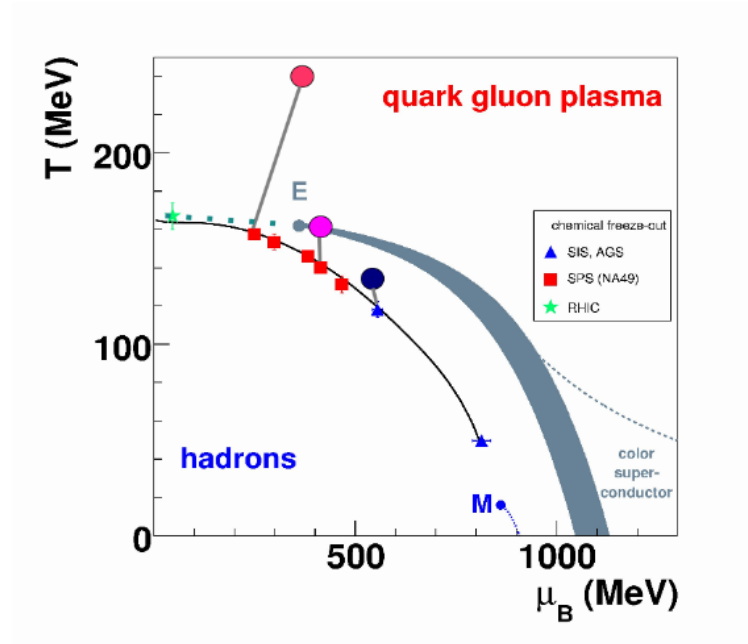 T (MeV)
quark gluon plasma
200
E
chemical freeze-out
SIS, AGS
SPS (NA49)
RHIC
100
hadrons
color
super-
conductor
M
0
500
1000
μB (MeV)